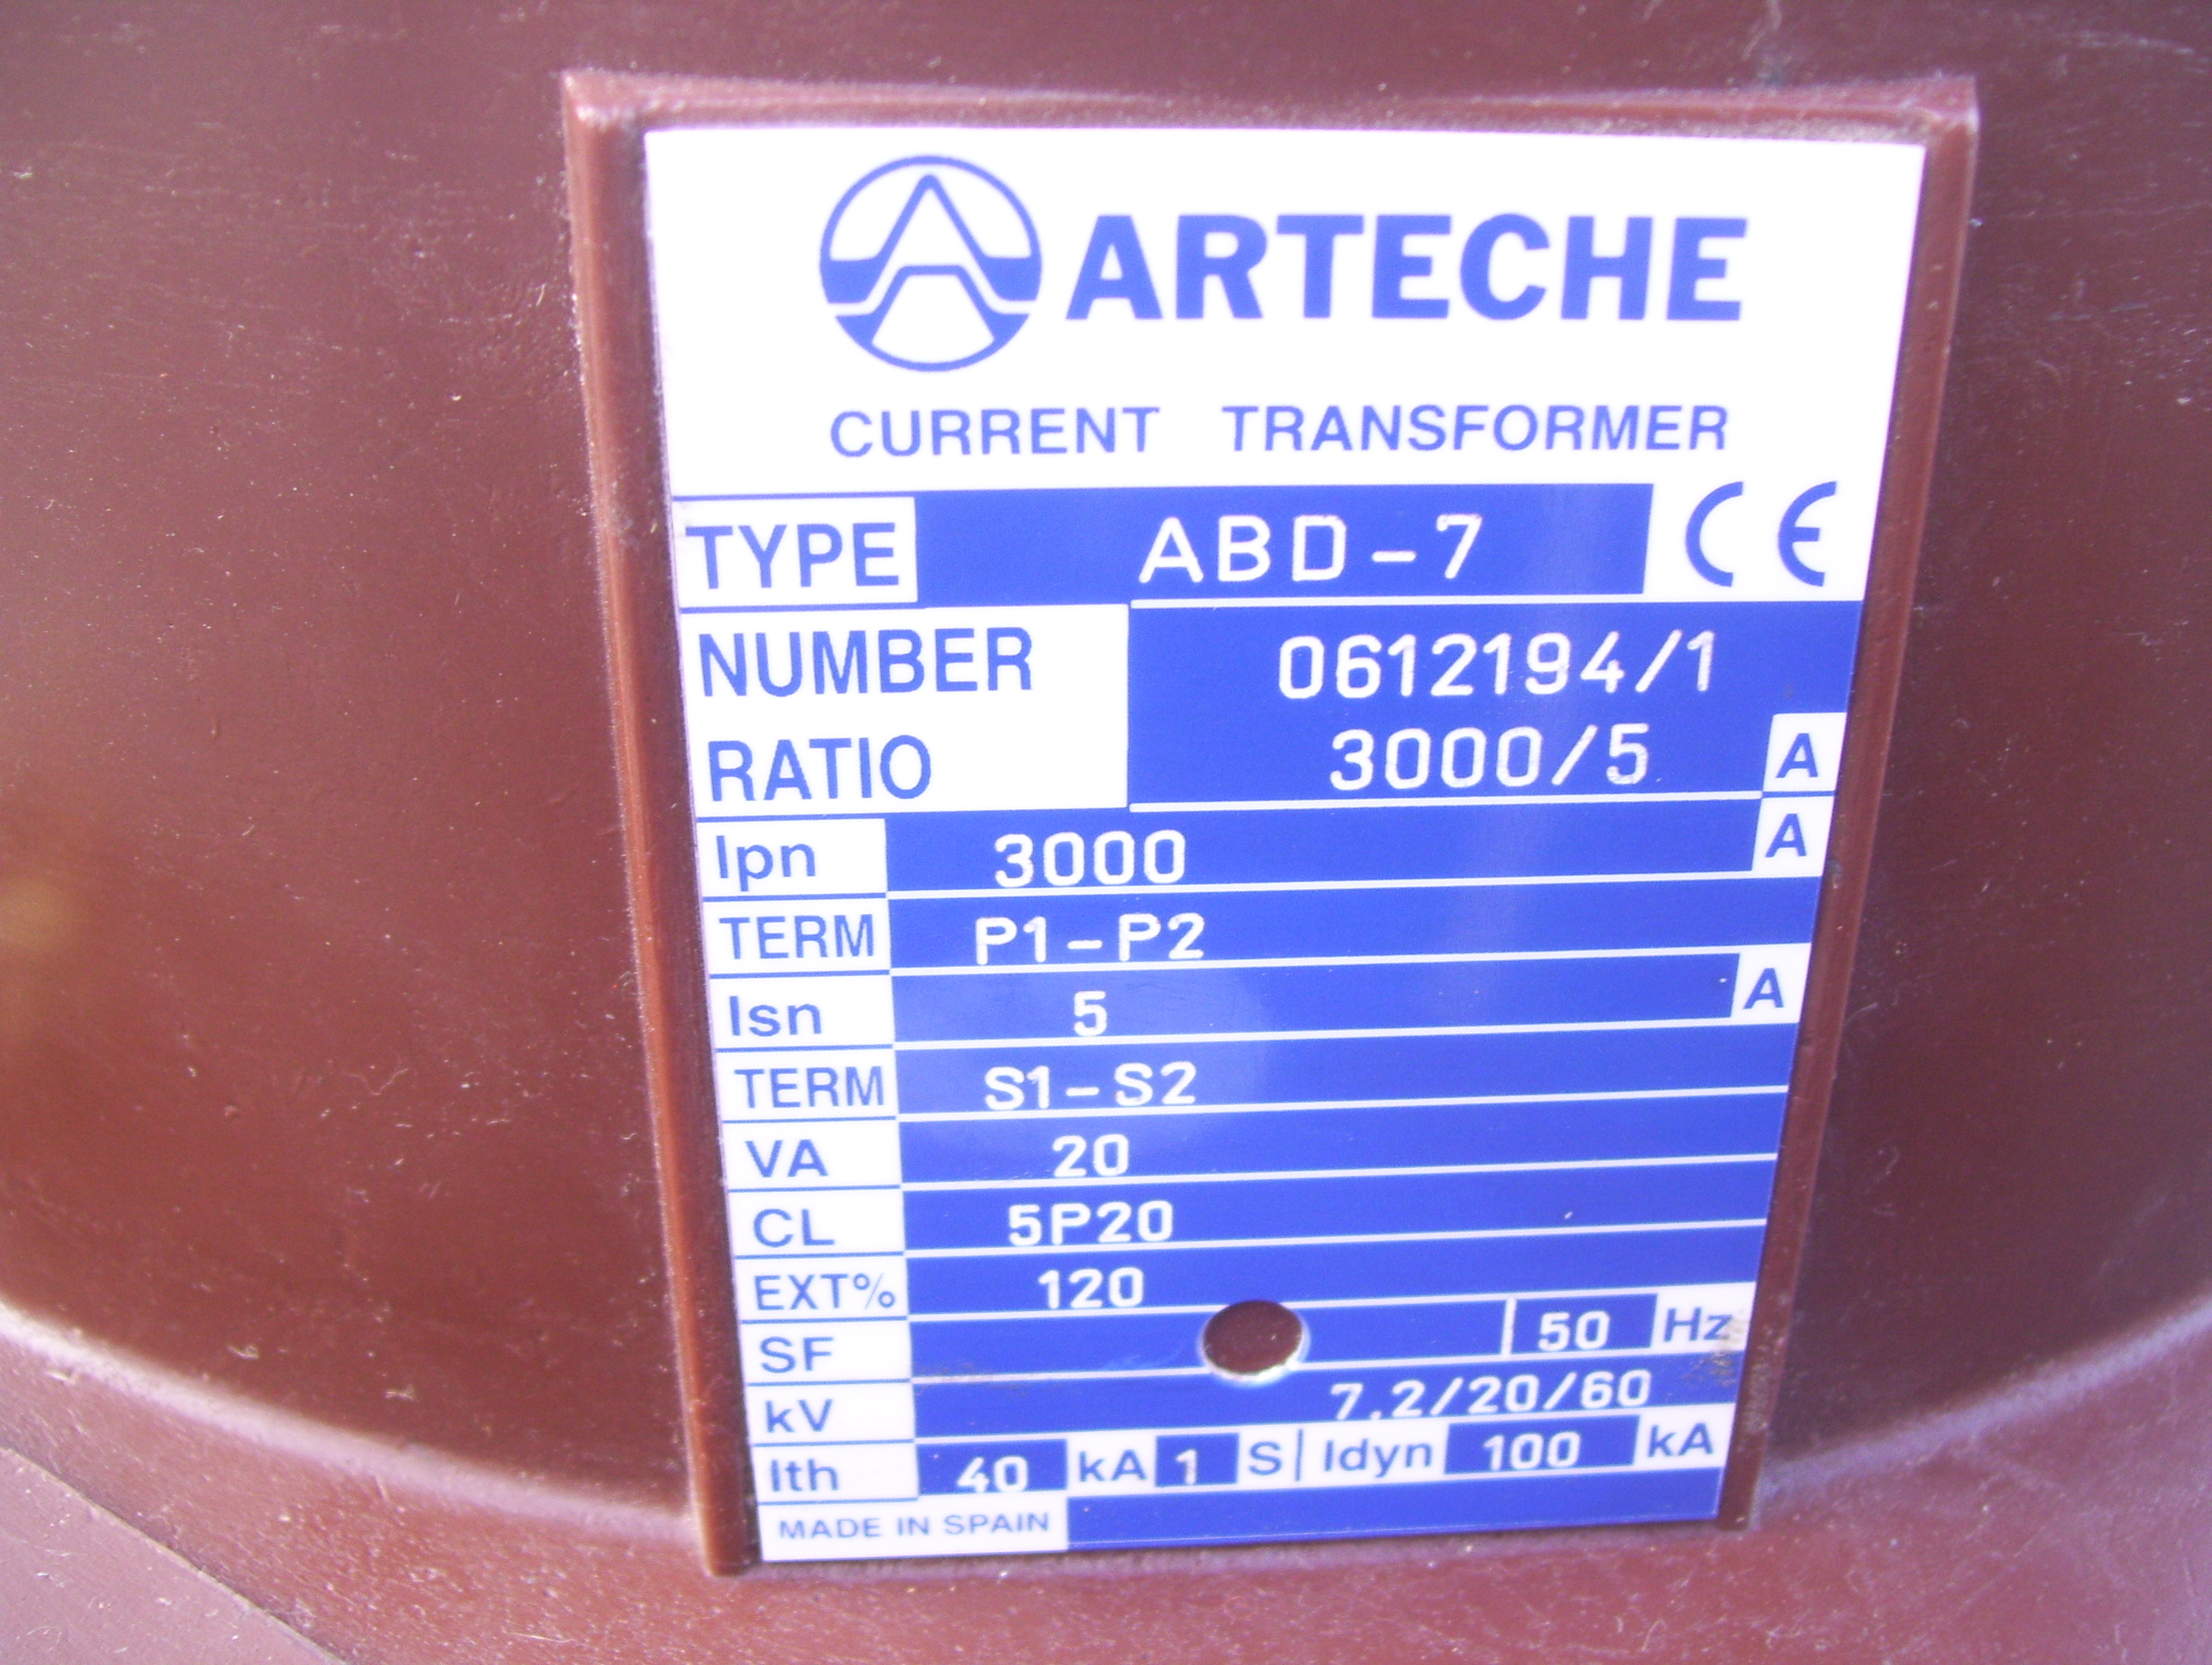 ARTECHE
CURRENT TRANSFORMER
TYPE ABD-7 CE
NUMBER 0612194/1
RATIO 3000/5 A
Ipn 3000 A
TERM P1-P2
Isn 5 A
TERM S1-S2
VA 20
CL 5P20
EXT% 120
SF 50 Hz
kV 7,2/20/60
Ith 40 kA 1 S Idyn 100 kA
MADE IN SPAIN